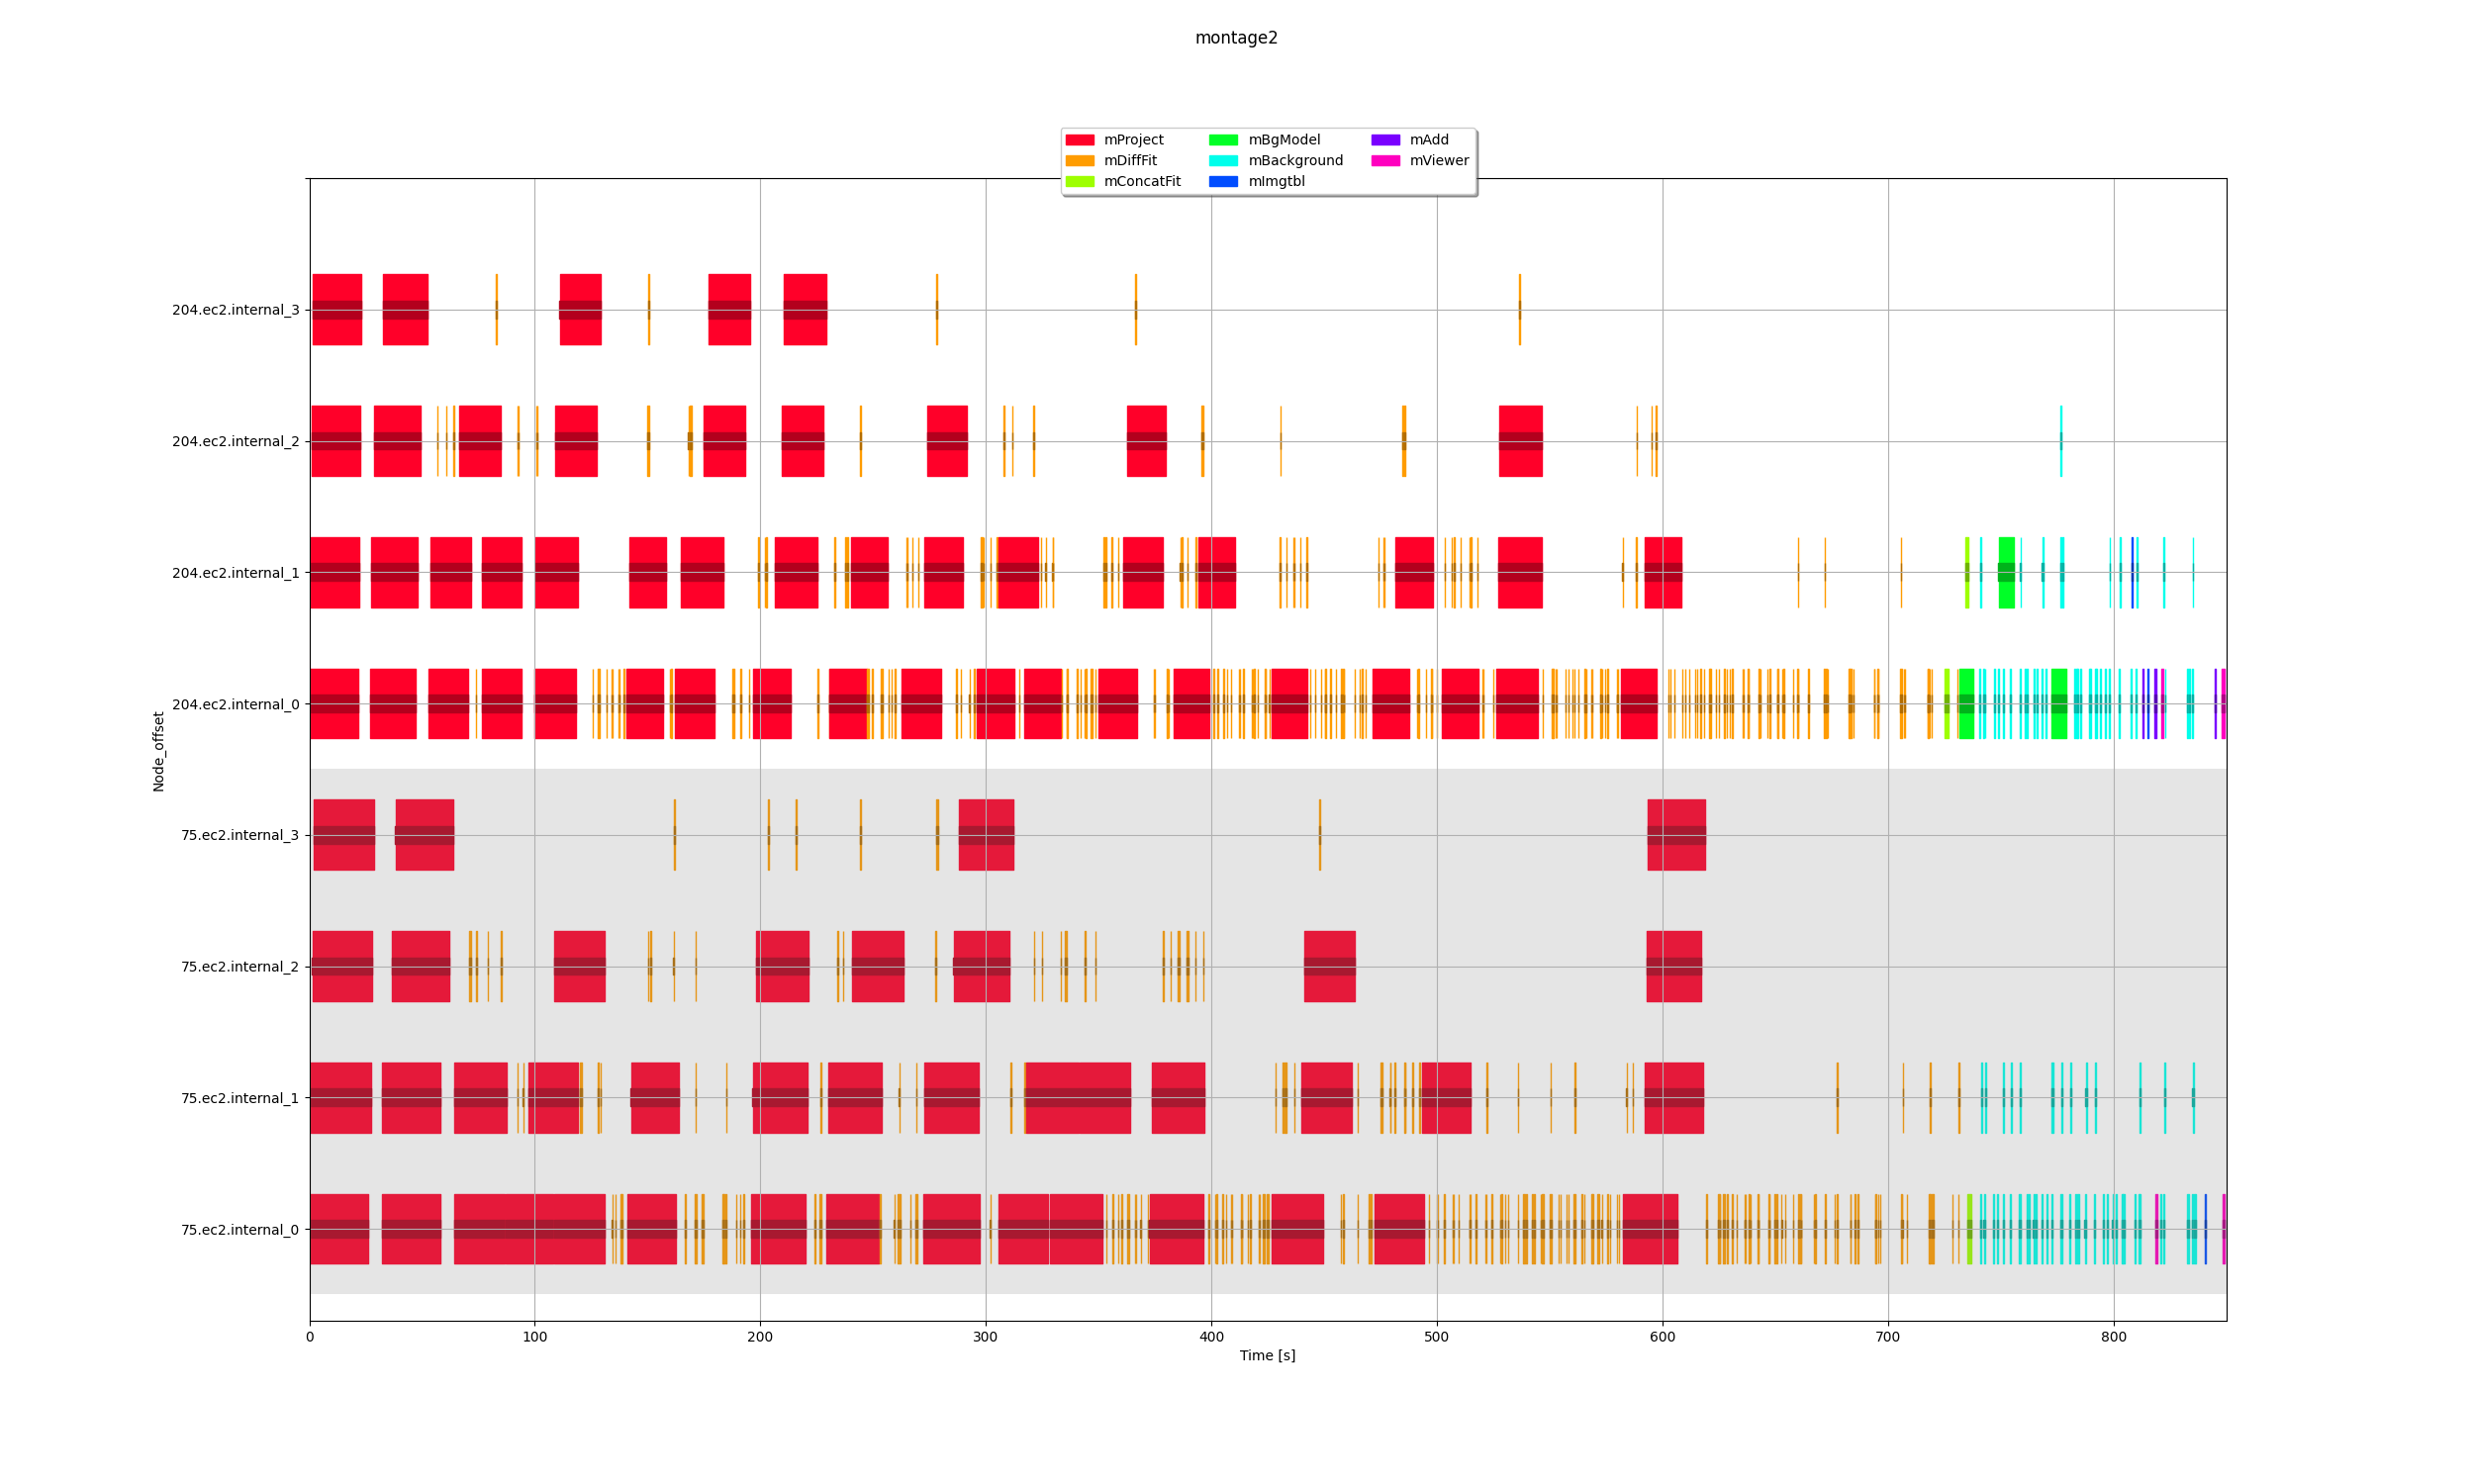 montage2
mProject mBgModel mAdd
mDiffFit mBackground mViewer
mConcatFit mImgtbl
204.ec2.internal_3
204.ec2.internal_2
204.ec2.internal_1
204.ec2.internal_0
75.ec2.internal_3
75.ec2.internal_2
75.ec2.internal_1
75.ec2.internal_0
Node_offset
0 100 200 300 400 500 600 700 800
Time [s]